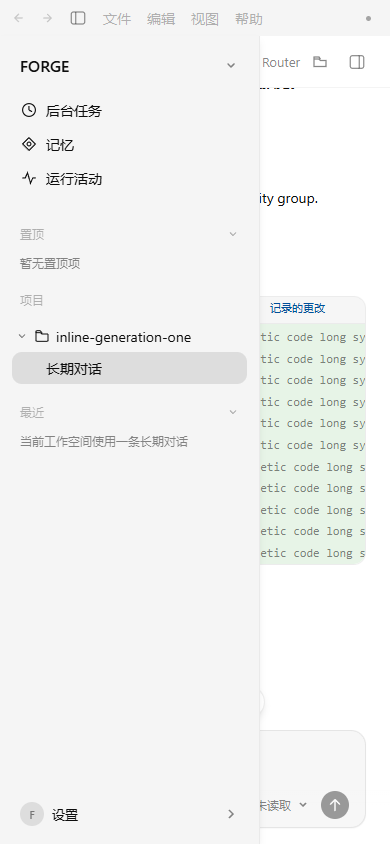 文件 编辑 视图 帮助
FORGE
Router
后台任务
记忆
运行活动
ity group.
置顶
暂无置顶项
项目
记录的更改
inline-generation-one
tic code long sy
tic code long sy
长期对话
tic code long sy
tic code long sy
最近
tic code long sy
当前工作空间使用一条长期对话
tic code long sy
etic code long s
etic code long s
etic code long s
etic code long s
etic code long s
未读取
F 设置